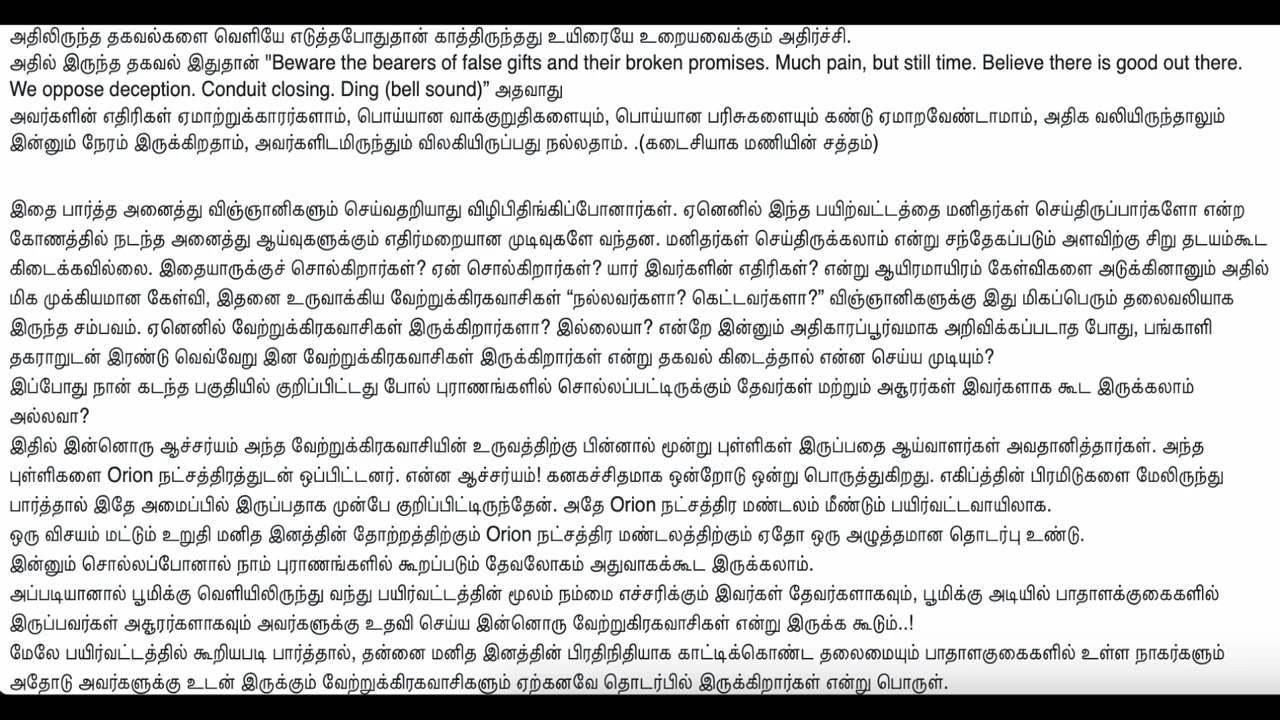 அதிலிருந்த தகவல்களை வெளியே எடுத்தபோதுதான் காத்திருந்தது உயிரையே உறையவைக்கும் அதிர்ச்சி.
அதில் இருந்த தகவல் இதுதான் "Beware the bearers of false gifts and their broken promises. Much pain, but still time. Believe there is good out there.
We oppose deception. Conduit closing. Ding (bell sound)” அதவாது
அவர்களின் எதிரிகள் ஏமாற்றுக்காரர்களாம், பொய்யான வாக்குறுதிகளையும், பொய்யான பரிசுகளையும் கண்டு ஏமாறவேண்டாமாம், அதிக வலியிருந்தாலும்
இன்னும் நேரம் இருக்கிறதாம், அவர்களிடமிருந்தும் விலகியிருப்பது நல்லதாம். .(கடைசியாக மணியின் சத்தம்)
இதை பார்த்த அனைத்து விஞ்ஞானிகளும் செய்வதறியாது விழிபிதிங்கிப்போனார்கள். ஏனெனில் இந்த பயிற்வட்டத்தை மனிதர்கள் செய்திருப்பார்களோ என்ற
கோணத்தில் நடந்த அனைத்து ஆய்வுகளுக்கும் எதிர்மறையான முடிவுகளே வந்தன. மனிதர்கள் செய்திருக்கலாம் என்று சந்தேகப்படும் அளவிற்கு சிறு தடயம்கூட
கிடைக்கவில்லை. இதையாருக்குச் சொல்கிறார்கள்? ஏன் சொல்கிறார்கள்? யார் இவர்களின் எதிரிகள்? என்று ஆயிரமாயிரம் கேள்விகளை அடுக்கினானும் அதில்
மிக முக்கியமான கேள்வி, இதனை உருவாக்கிய வேற்றுக்கிரகவாசிகள் “நல்லவர்களா? கெட்டவர்களா?” விஞ்ஞானிகளுக்கு இது மிகப்பெரும் தலைவலியாக
இருந்த சம்பவம். ஏனெனில் வேற்றுக்கிரகவாசிகள் இருக்கிறார்களா? இல்லையா? என்றே இன்னும் அதிகாரப்பூர்வமாக அறிவிக்கப்படாத போது, பங்காளி
தகராறுடன் இரண்டு வெவ்வேறு இன வேற்றுக்கிரகவாசிகள் இருக்கிறார்கள் என்று தகவல் கிடைத்தால் என்ன செய்ய முடியும்?
இப்போது நான் கடந்த பகுதியில் குறிப்பிட்டது போல் புராணங்களில் சொல்லப்பட்டிருக்கும் தேவர்கள் மற்றும் அசூரர்கள் இவர்களாக கூட இருக்கலாம்
அல்லவா?
இதில் இன்னொரு ஆச்சர்யம் அந்த வேற்றுக்கிரகவாசியின் உருவத்திற்கு பின்னால் மூன்று புள்ளிகள் இருப்பதை ஆய்வாளர்கள் அவதானித்தார்கள். அந்த
புள்ளிகளை Orion நட்சத்திரத்துடன் ஒப்பிட்டனர். என்ன ஆச்சர்யம்! கனகச்சிதமாக ஒன்றோடு ஒன்று பொருத்துகிறது. எகிப்த்தின் பிரமிடுகளை மேலிருந்து
பார்த்தால் இதே அமைப்பில் இருப்பதாக முன்பே குறிப்பிட்டிருந்தேன். அதே Orion நட்சத்திர மண்டலம் மீண்டும் பயிர்வட்டவாயிலாக.
ஒரு விசயம் மட்டும் உறுதி மனித இனத்தின் தோற்றத்திற்கும் Orion நட்சத்திர மண்டலத்திற்கும் ஏதோ ஒரு அழுத்தமான தொடர்பு உண்டு.
இன்னும் சொல்லப்போனால் நாம் புராணங்களில் கூறப்படும் தேவலோகம் அதுவாகக்கூட இருக்கலாம்.
அப்படியானால் பூமிக்கு வெளியிலிருந்து வந்து பயிர்வட்டத்தின் மூலம் நம்மை எச்சரிக்கும் இவர்கள் தேவர்களாகவும், பூமிக்கு அடியில் பாதாளக்குகைகளில்
இருப்பவர்கள் அசூரர்களாகவும் அவர்களுக்கு உதவி செய்ய இன்னொரு வேற்றுகிரகவாசிகள் என்று இருக்க கூடும்..!
மேலே பயிர்வட்டத்தில் கூறியபடி பார்த்தால், தன்னை மனித இனத்தின் பிரதிநிதியாக காட்டிக்கொண்ட தலைமையும் பாதாளகுகைகளில் உள்ள நாகர்களும்
அதோடு அவர்களுக்கு உடன் இருக்கும் வேற்றுக்கிரகவாசிகளும் ஏற்கனவே தொடர்பில் இருக்கிறார்கள் என்று பொருள்.